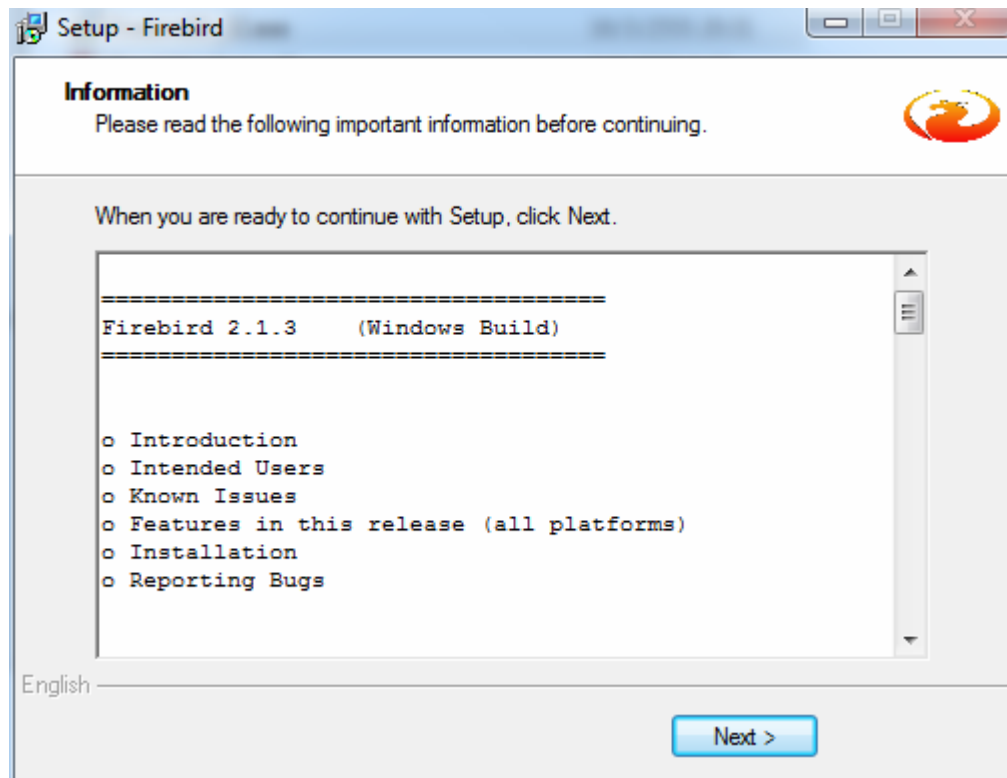 Setup - Firebird
Information
Please read the following important information before continuing.
When you are ready to continue with Setup, click Next.
====================================
Firebird 2.1.3    (Windows Build)
====================================
o Introduction
o Intended Users
o Known Issues
o Features in this release (all platforms)
o Installation
o Reporting Bugs
English
Next >